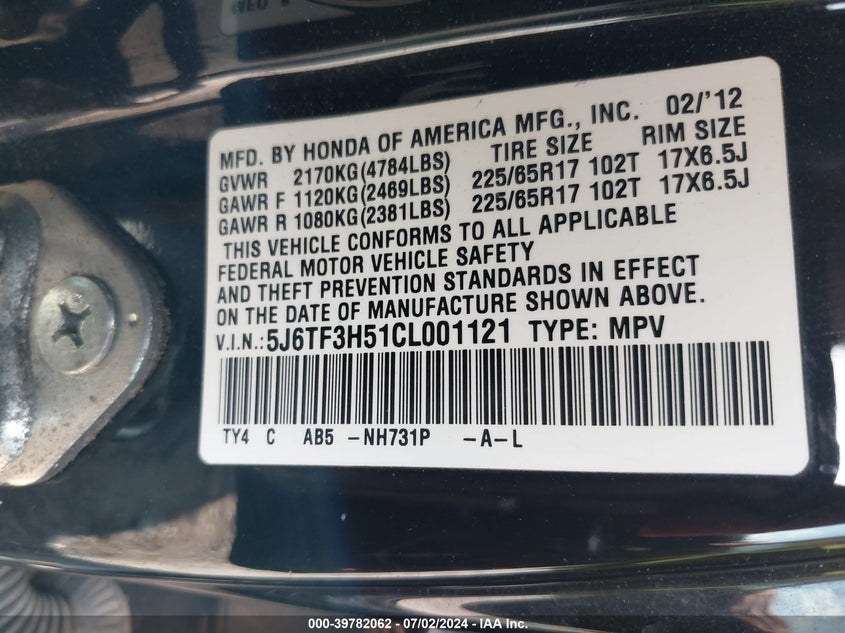 MFD. BY HONDA OF AMERICA MFG., INC. 02/'12
GVWR 2170KG(4784LBS) TIRE SIZE RIM SIZE
GAWR F 1120KG(2469LBS) 225/65R17 102T 17X6.5J
GAWR R 1080KG(2381LBS) 225/65R17 102T 17X6.5J
THIS VEHICLE CONFORMS TO ALL APPLICABLE
FEDERAL MOTOR VEHICLE SAFETY
AND THEFT PREVENTION STANDARDS IN EFFECT
ON THE DATE OF MANUFACTURE SHOWN ABOVE.
V.I.N.:5J6TF3H51CL001121 TYPE: MPV
TY4 C AB5 -NH731P -A-L
000-39782062 - 07/02/2024 - IAA Inc.